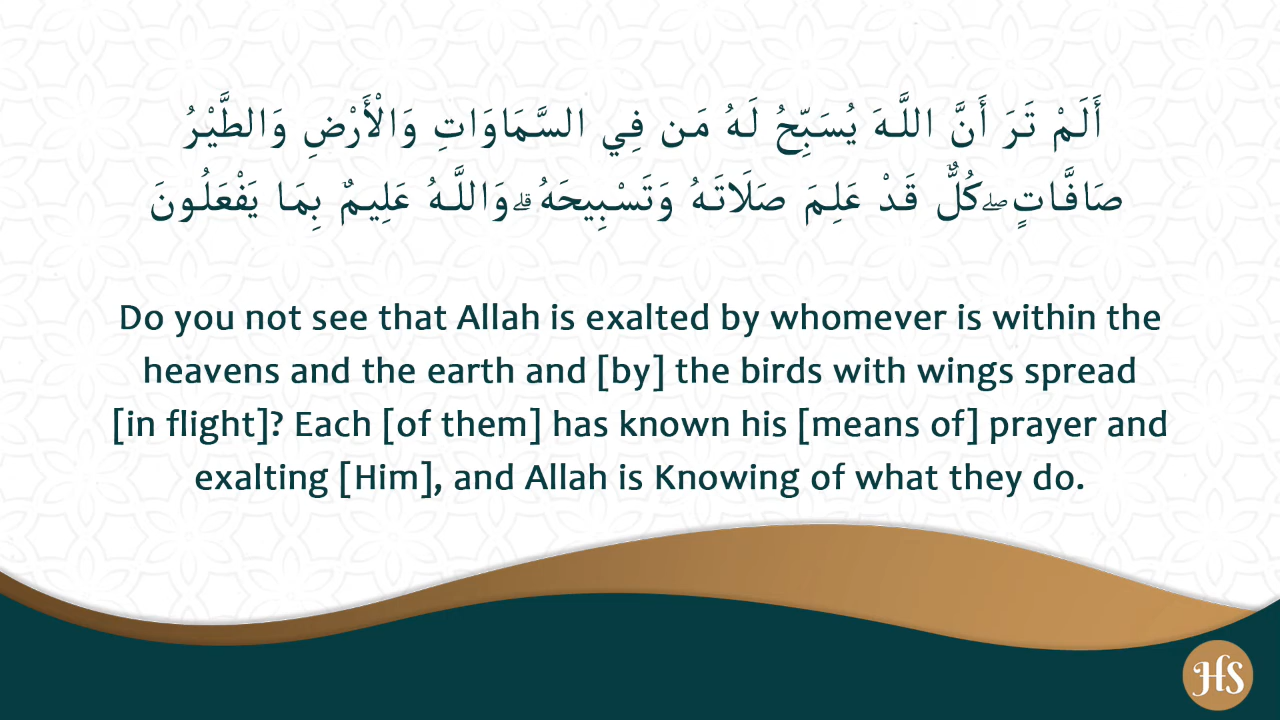 أَلَمْ تَرَ أَنَّ اللَّهَ يُسَبِّحُ لَهُ مَن فِي السَّمَاوَاتِ وَالْأَرْضِ وَالطَّيْرُ
صَافَّاتٍ ۖ كُلٌّ قَدْ عَلِمَ صَلَاتَهُ وَتَسْبِيحَهُ ۗ وَاللَّهُ عَلِيمٌ بِمَا يَفْعَلُونَ
Do you not see that Allah is exalted by whomever is within the
heavens and the earth and [by] the birds with wings spread
[in flight]? Each [of them] has known his [means of] prayer and
exalting [Him], and Allah is Knowing of what they do.
HS